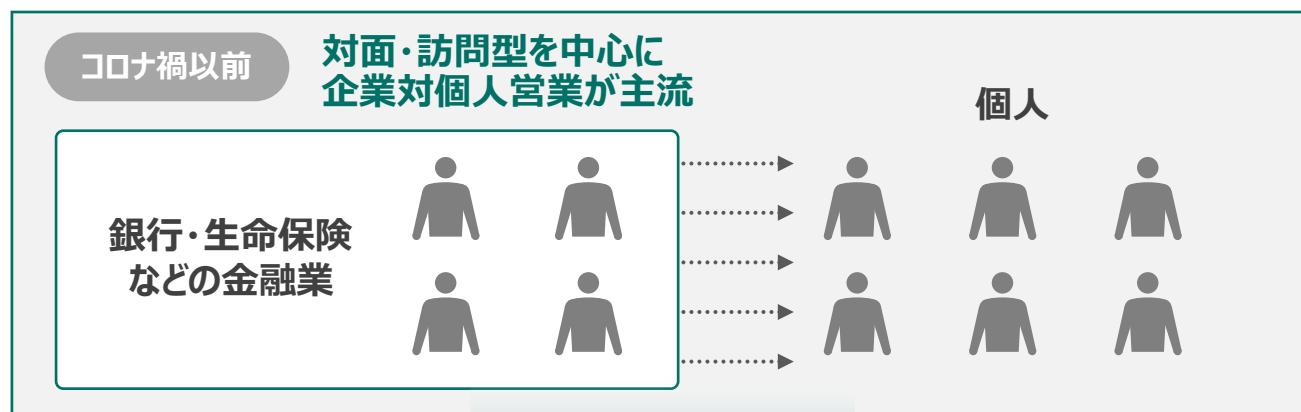 コロナ禍以前
対面･訪問型を中心に
企業対個人営業が主流
個人
銀行･生命保険
などの金融業